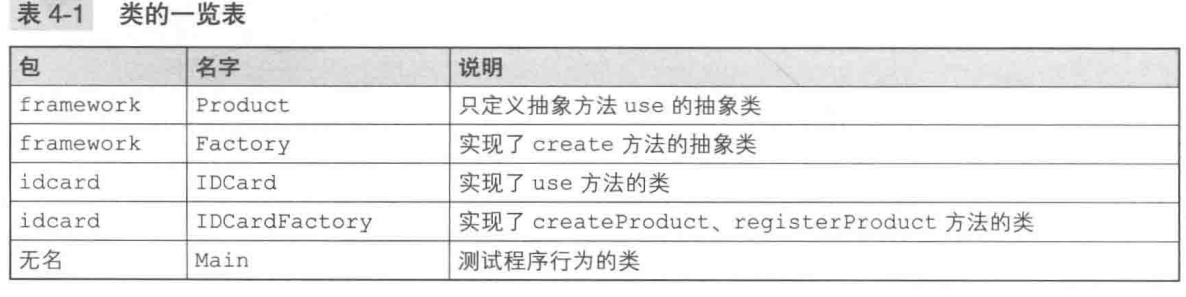 表 4-1 类的一览表
包 名字 说明
framework Product 只定义抽象方法 use 的抽象类
framework Factory 实现了 create 方法的抽象类
idcard IDCard 实现了 use 方法的类
idcard IDCardFactory 实现了 createProduct、registerProduct 方法的类
无名 Main 测试程序行为的类